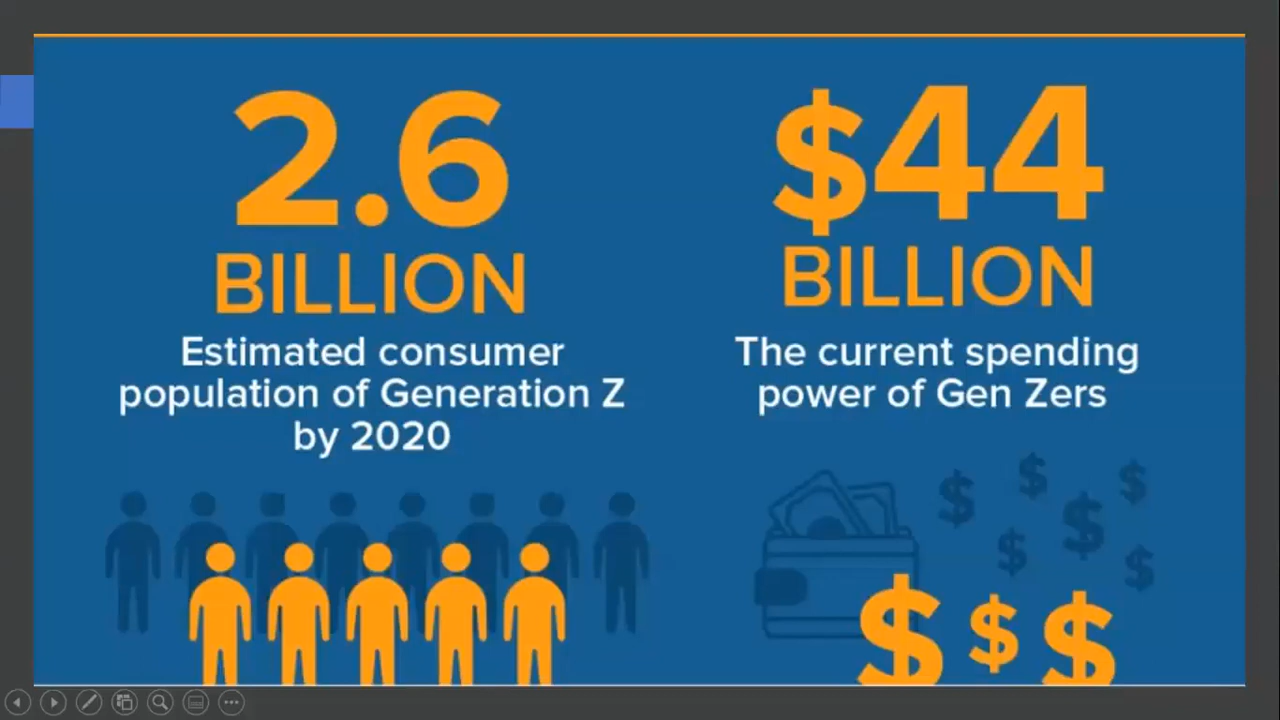 2.6
BILLION
Estimated consumer
population of Generation Z
by 2020
$44
BILLION
The current spending
power of Gen Zers